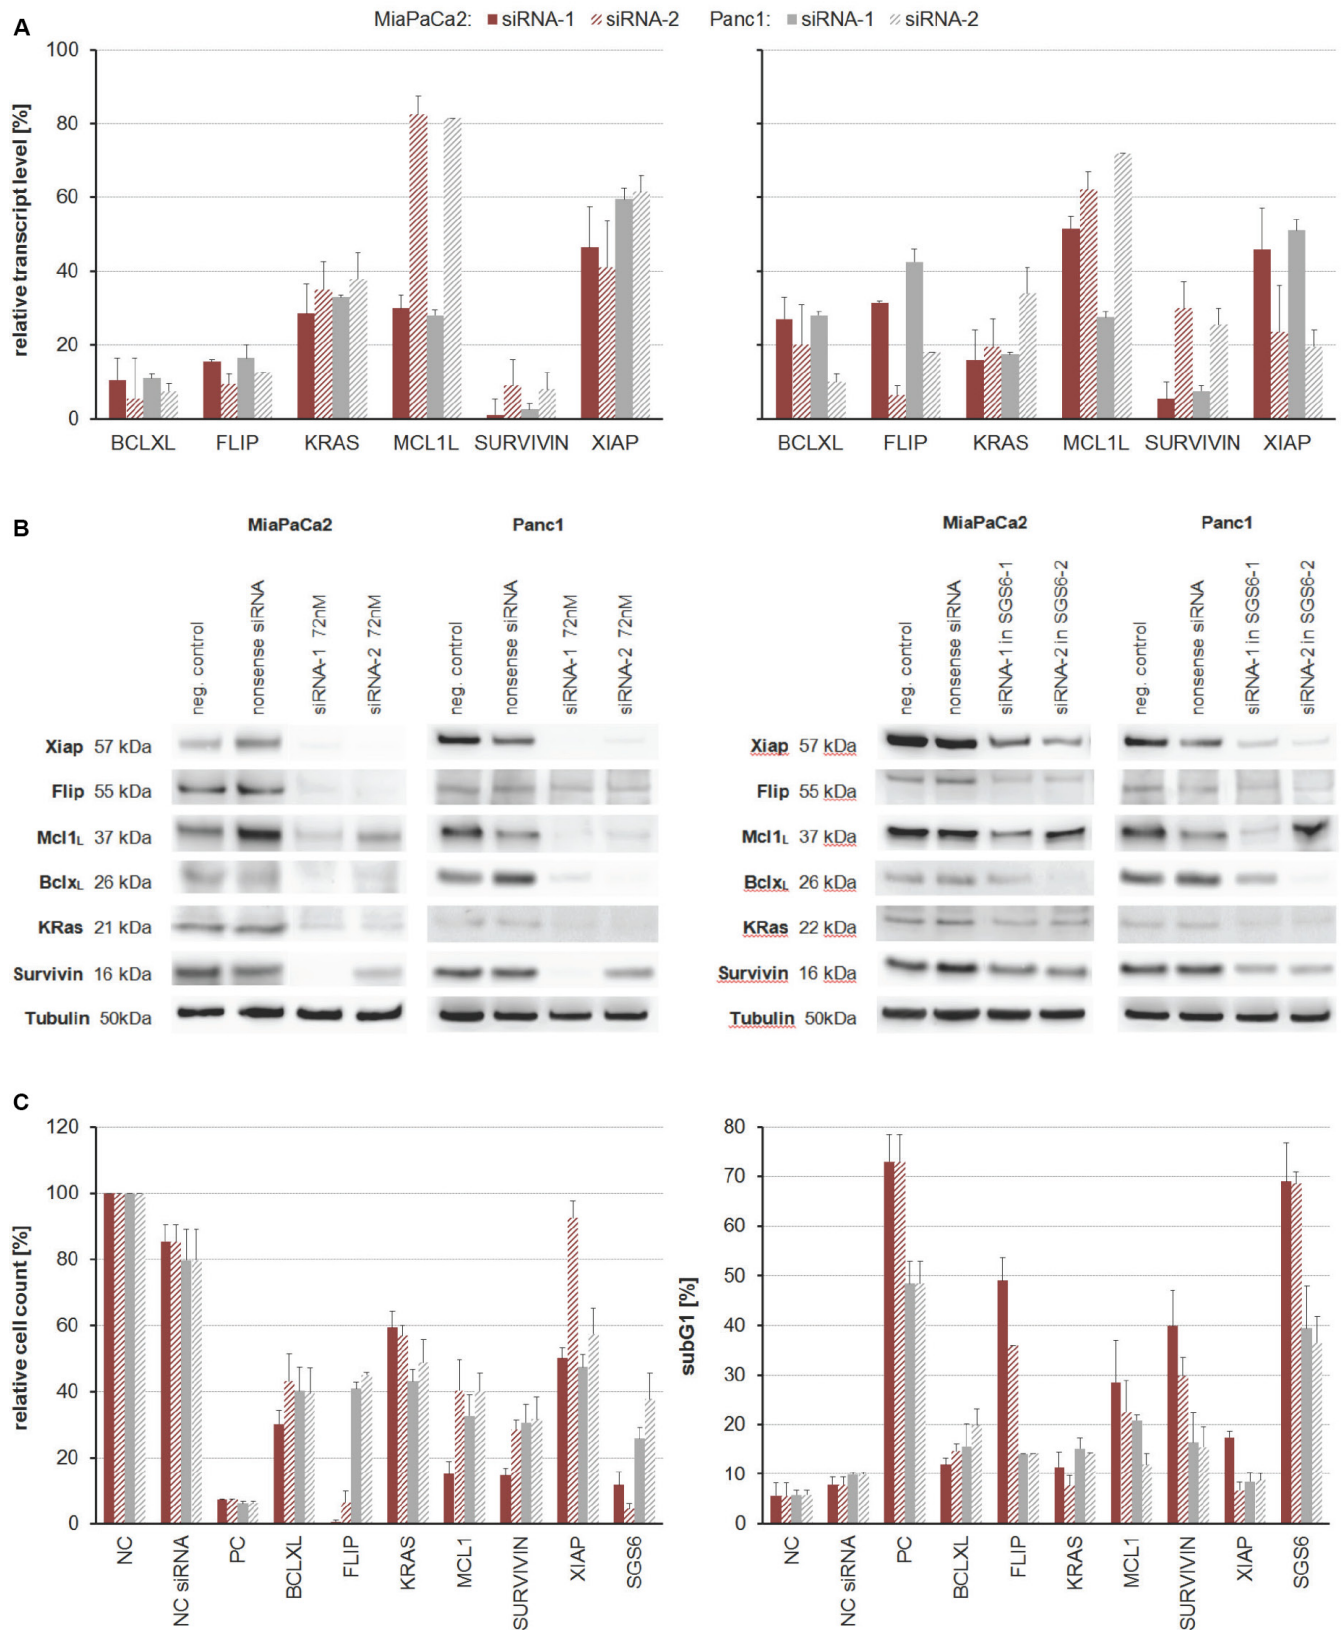 A
MiaPaCa2: siRNA-1 siRNA-2 Panc1: siRNA-1 siRNA-2
relative transcript level [%]
100
80
60
40
20
0
BCLXL FLIP KRAS MCL1L SURVIVIN XIAP
BCLXL FLIP KRAS MCL1L SURVIVIN XIAP
B
MiaPaCa2 Panc1
neg. control
nonsense siRNA
siRNA-1 72nM
siRNA-2 72nM
neg. control
nonsense siRNA
siRNA-1 72nM
siRNA-2 72nM
Xiap 57 kDa
Flip 55 kDa
Mcl1L 37 kDa
BclxL 26 kDa
KRas 21 kDa
Survivin 16 kDa
Tubulin 50kDa
MiaPaCa2 Panc1
neg. control
nonsense siRNA
siRNA-1 in SGS6-1
siRNA-2 in SGS6-2
neg. control
nonsense siRNA
siRNA-1 in SGS6-1
siRNA-2 in SGS6-2
Xiap 57 kDa
Flip 55 kDa
Mcl1L 37 kDa
BclxL 26 kDa
KRas 22 kDa
Survivin 16 kDa
Tubulin 50kDa
C
relative cell count [%]
120
100
80
60
40
20
0
NC
NC siRNA
PC
BCLXL
FLIP
KRAS
MCL1
SURVIVIN
XIAP
SGS6
subG1 [%]
80
70
60
50
40
30
20
10
0
NC
NC siRNA
PC
BCLXL
FLIP
KRAS
MCL1
SURVIVIN
XIAP
SGS6